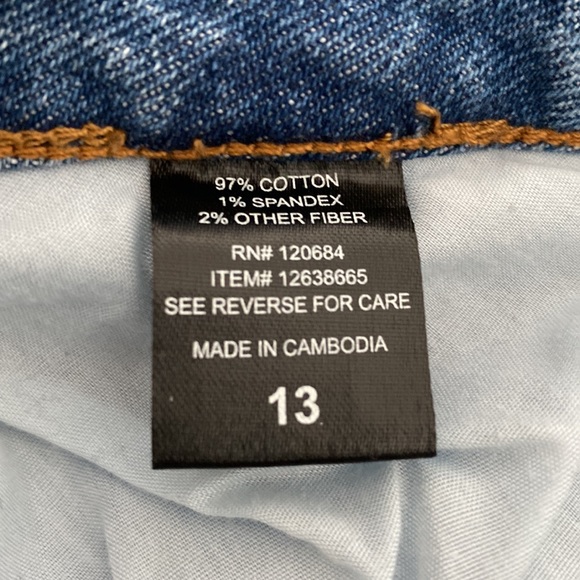 97% COTTON
1% SPANDEX
2% OTHER FIBER
RN# 120684
ITEM# 12638665
SEE REVERSE FOR CARE
MADE IN CAMBODIA
13